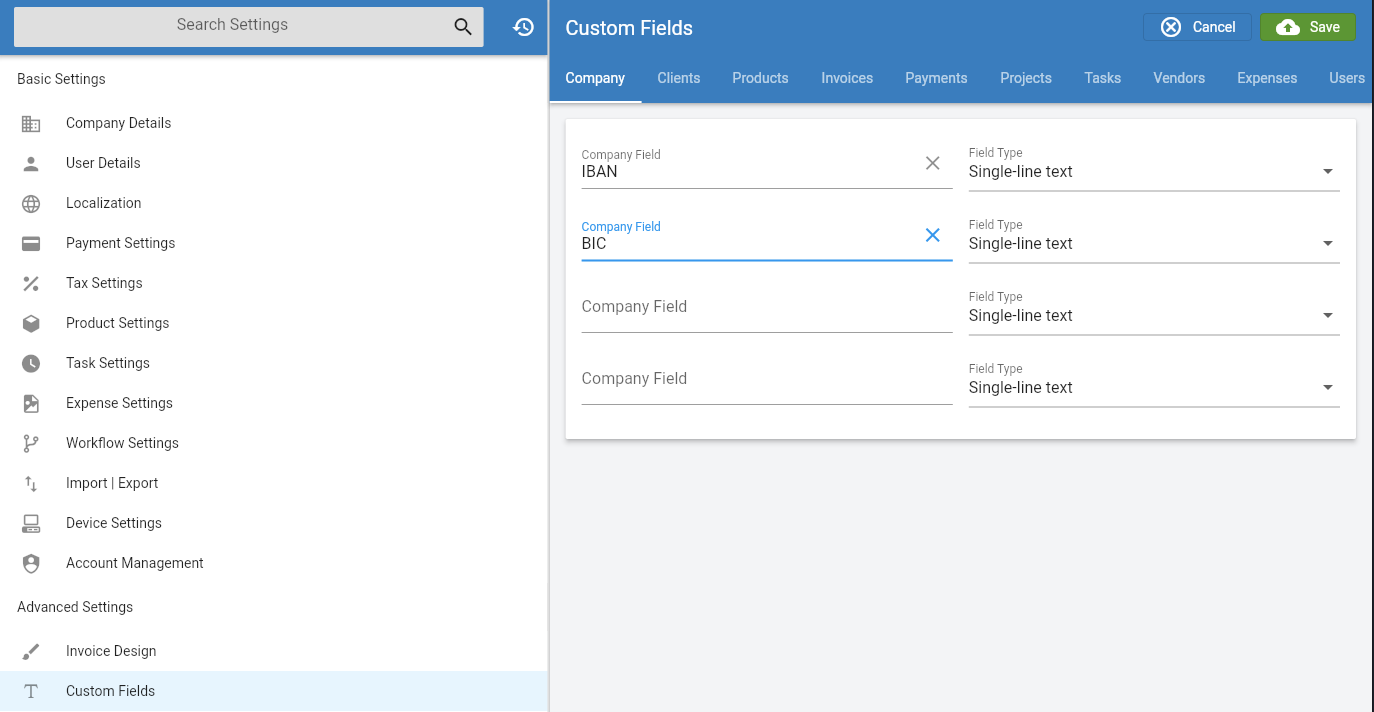 Search Settings
Basic Settings
Company Details
User Details
Localization
Payment Settings
Tax Settings
Product Settings
Task Settings
Expense Settings
Workflow Settings
Import | Export
Device Settings
Account Management
Advanced Settings
Invoice Design
Custom Fields
Custom Fields
Cancel
Save
Company Clients Products Invoices Payments Projects Tasks Vendors Expenses Users
Company Field
IBAN
Field Type
Single-line text
Company Field
BIC
Field Type
Single-line text
Company Field
Field Type
Single-line text
Company Field
Field Type
Single-line text